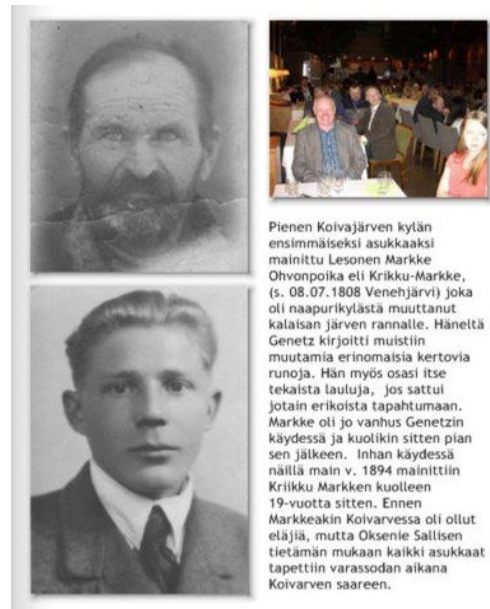 Pienen Koivajärven kylän
ensimmäiseksi asukkaaksi
mainittu Lesonen Markke
Ohvonpoika eli Krikku-Markke,
(s. 08.07.1808 Venehjärvi) joka
oli naapurikylästä muuttanut
kalaisan järven rannalle. Häneltä
Genetz kirjoitti muistiin
muutamia erinomaisia kertovia
runoja. Hän myös osasi itse
tekaista lauluja, jos sattui
jotain erikoista tapahtumaan.
Markke oli jo vanhus Genetzin
käydessä ja kuolikin sitten pian
sen jälkeen. Inhan käydessä
näillä main v. 1894 mainittiin
Kriikku Markken kuolleen
19-vuotta sitten. Ennen
Markkeakin Koivarvessa oli ollut
eläjiä, mutta Oksenie Sallisen
tietämän mukaan kaikki asukkaat
tapettiin varassodan aikana
Koivarven saareen.